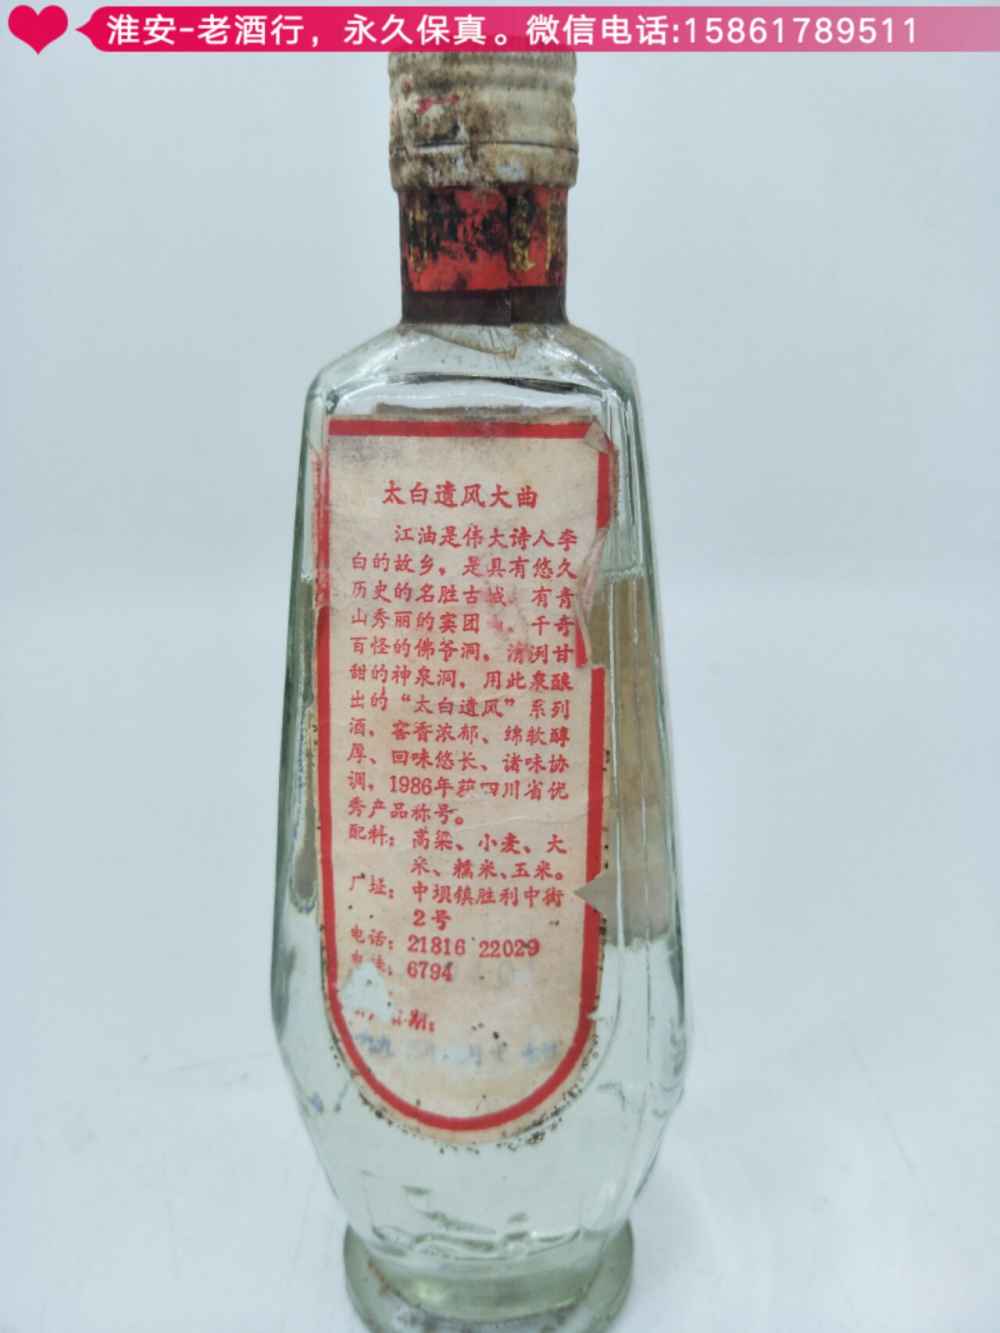 淮安-老酒行，永久保真。微信电话:15861789511
太白遗风大曲
江油是伟大诗人李
白的故乡，是具有悠久
历史的名胜古城，有青
山秀丽的窦团山，千奇
百怪的佛爷洞，清洌甘
甜的神泉洞，用此泉酿
出的“太白遗风”系列
酒、窖香浓郁、绵软醇
厚、回味悠长、诸味协
调，1986年获四川省优
秀产品称号。
配料：高梁、小麦、大
米、糯米、玉米。
厂址：中坝镇胜利中街
2号
电话：21816 22029
6794
期：